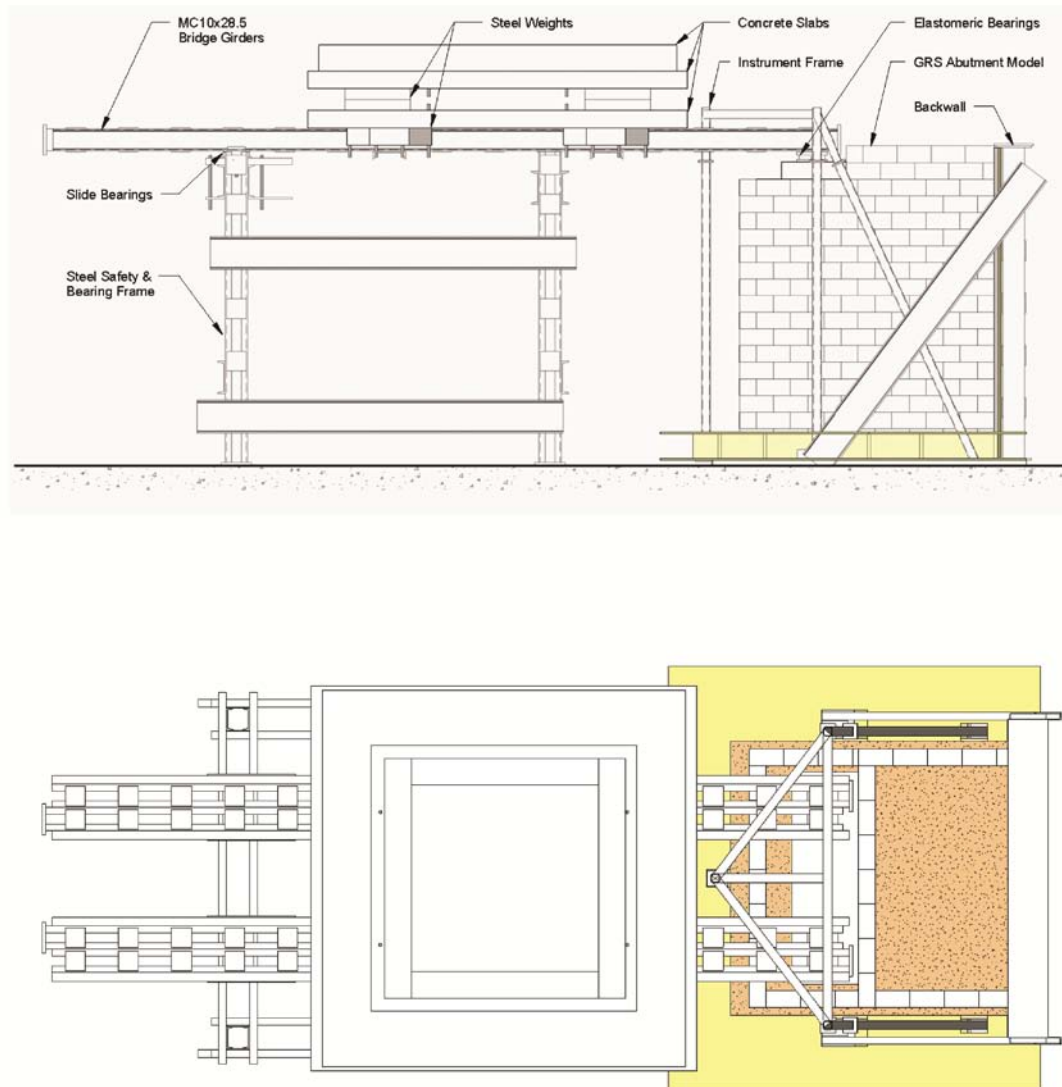 MC10x28.5
Bridge Girders
Steel Weights
Concrete Slabs
Elastomeric Bearings
Instrument Frame
GRS Abutment Model
Backwall
Slide Bearings
Steel Safety &
Bearing Frame